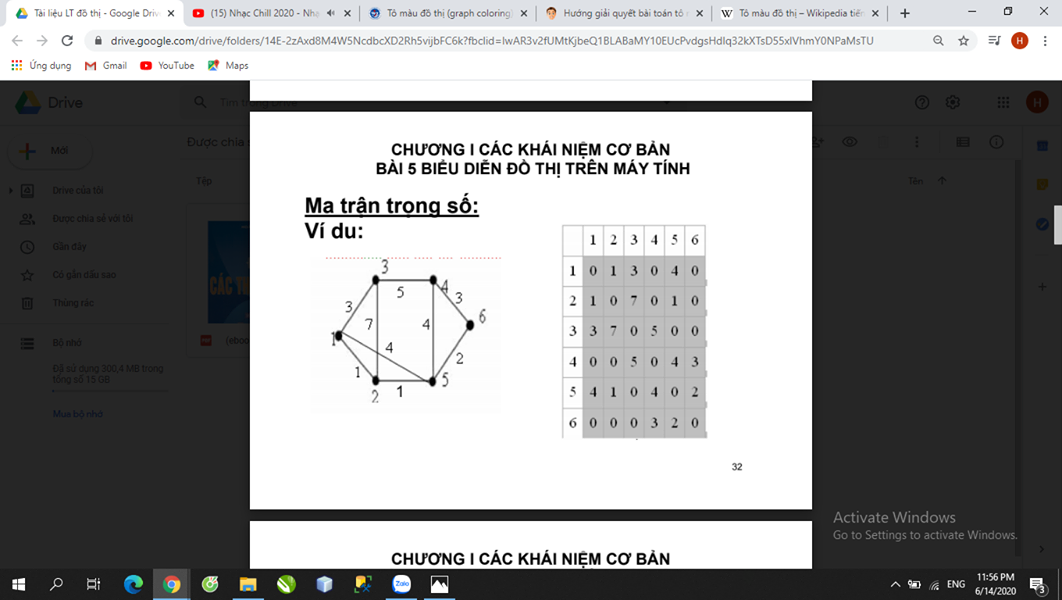 Tài liệu LT đồ thị - Google Driv
(15) Nhạc Chill 2020 - Nhạ
Tô màu đồ thị (graph coloring)
Hướng giải quyết bài toán tô m
Tô màu đồ thị – Wikipedia tiến
drive.google.com/drive/folders/14E-2zAxd8M4W5NcdbcXD2Rh5vijbFC6k?fbclid=IwAR3v2fUMtKjbeQ1BLABaMY10EUcPvdgsHdlq32kXTsD55xIVhmY0NPaMsTU
H
Ứng dụng Gmail YouTube Maps
Drive
Tìm trong Drive
H
Mới
Được chia
Tệp
Tên
Drive của tôi
Được chia sẻ với tôi
Gần đây
Có gắn dấu sao
Thùng rác
Bộ nhớ
Đã sử dụng 300,4 MB trong
tổng số 15 GB
Mua bộ nhớ
CÁC
(ebo
CHƯƠNG I CÁC KHÁI NIỆM CƠ BẢN
BÀI 5 BIỂU DIỄN ĐỒ THỊ TRÊN MÁY TÍNH
Ma trận trọng số:
Ví du:
3
4
5
3
3
6
7
4
1
4
2
1
5
2
1
1 2 3 4 5 6
1 0 1 3 0 4 0
2 1 0 7 0 1 0
3 3 7 0 5 0 0
4 0 0 5 0 4 3
5 4 1 0 4 0 2
6 0 0 0 3 2 0
32
CHƯƠNG I CÁC KHÁI NIỆM CƠ BẢN
Activate Windows
Go to Settings to activate Windows.
Zalo
ENG
11:56 PM
6/14/2020
3